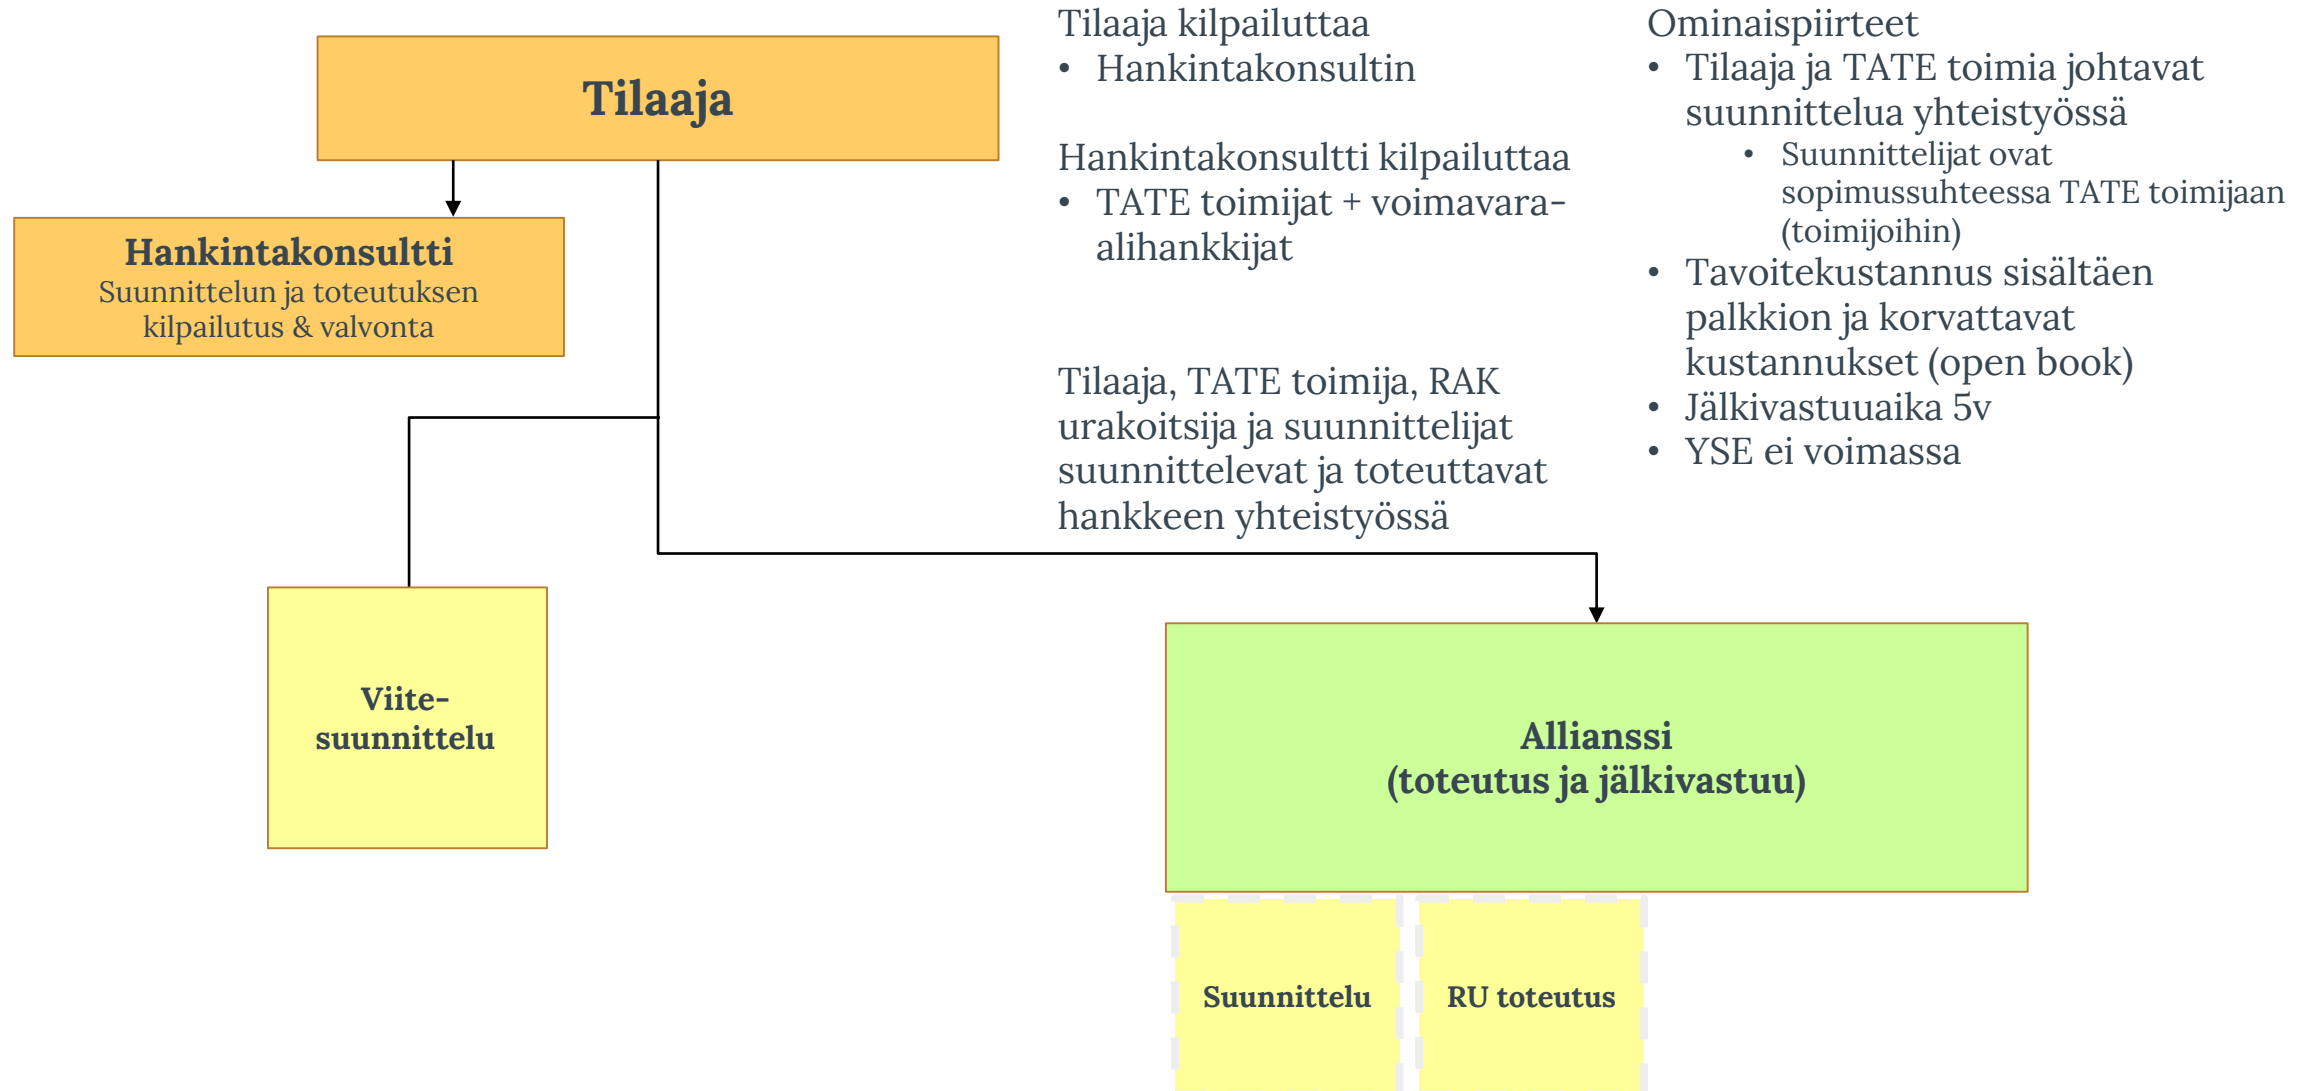 Tilaaja
Hankintakonsultti
Suunnittelun ja toteutuksen
kilpailutus & valvonta
Viite-
suunnittelu
Tilaaja kilpailuttaa
• Hankintakonsultin
Hankintakonsultti kilpailuttaa
• TATE toimijat + voimavara-
alihankkijat
Tilaaja, TATE toimija, RAK
urakoitsija ja suunnittelijat
suunnittelevat ja toteuttavat
hankkeen yhteistyössä
Ominaispiirteet
• Tilaaja ja TATE toimia johtavat
suunnittelua yhteistyössä
• Suunnittelijat ovat
sopimussuhteessa TATE toimijaan
(toimijoihin)
• Tavoitekustannus sisältäen
palkkion ja korvattavat
kustannukset (open book)
• Jälkivastuuaika 5v
• YSE ei voimassa
Allianssi
(toteutus ja jälkivastuu)
Suunnittelu
RU toteutus